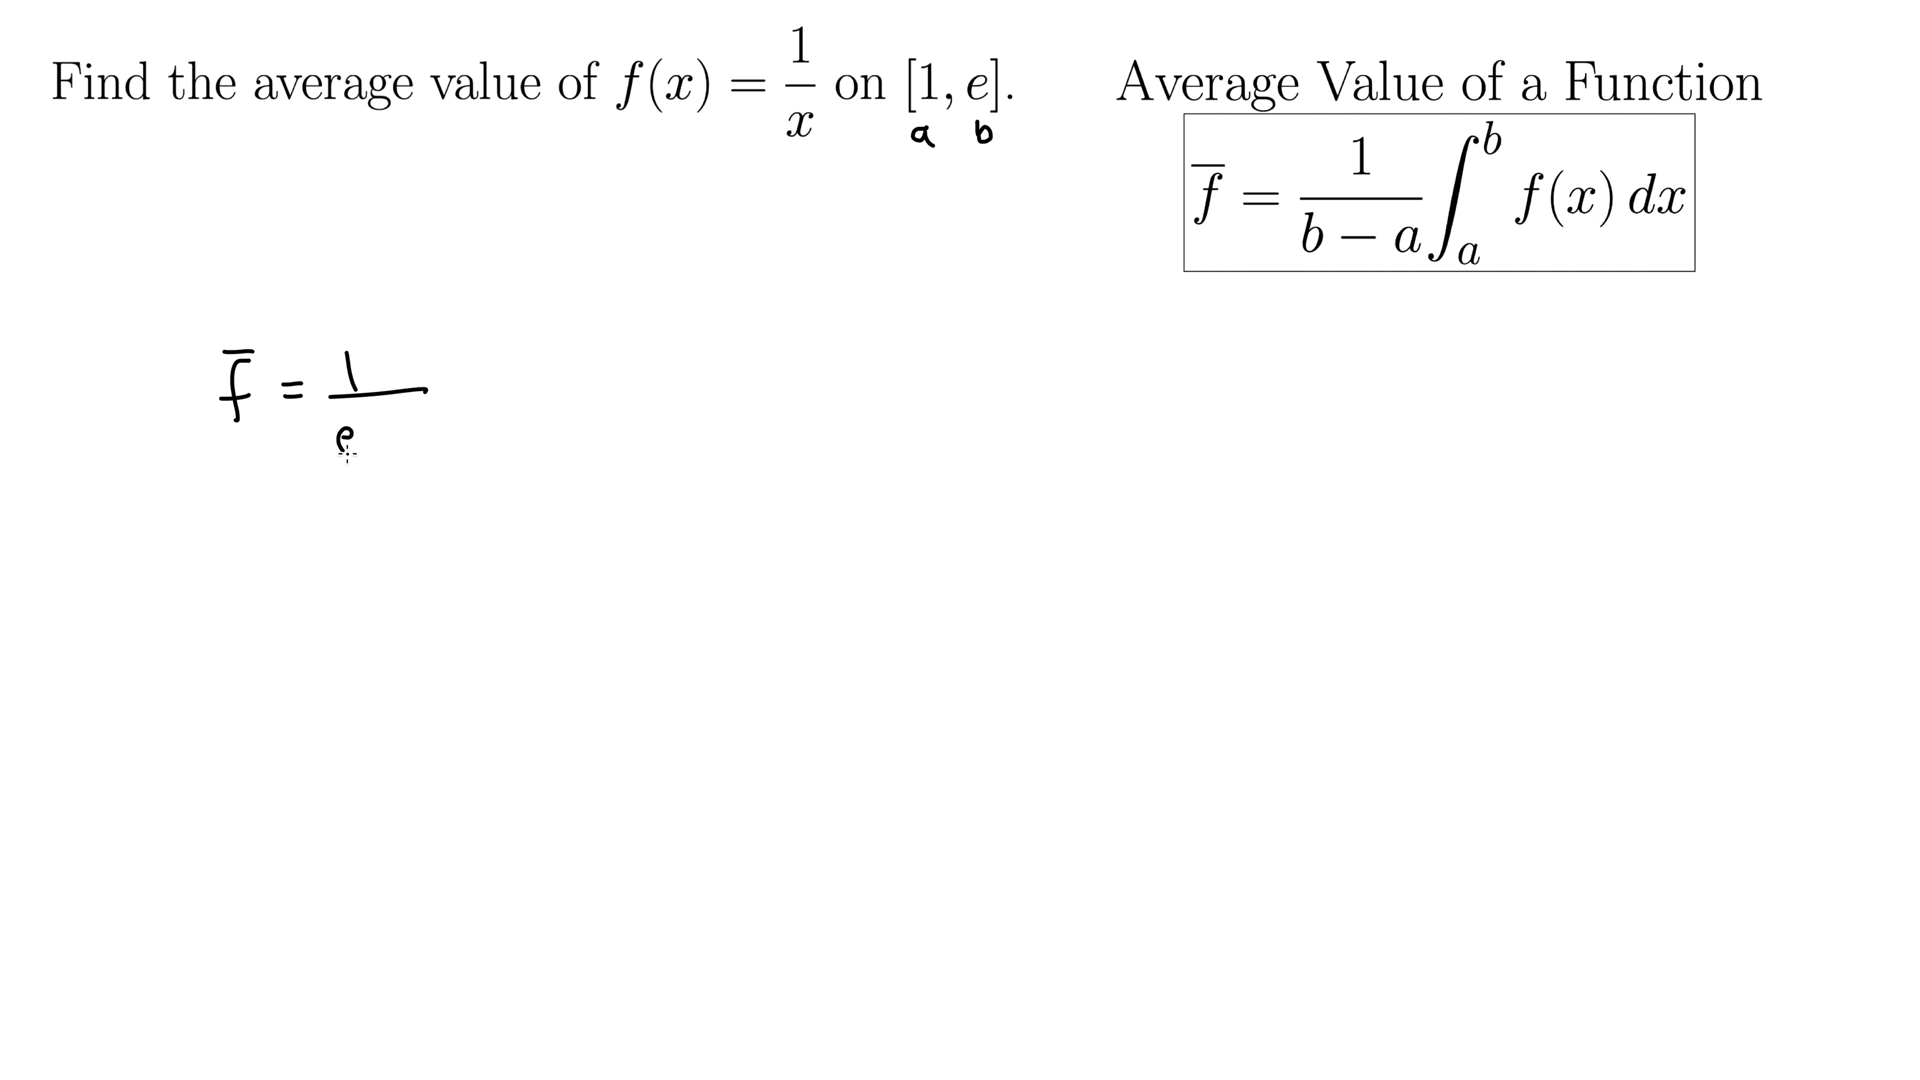 Find the average value of f(x) = 1/x on [1, e].
a b
Average Value of a Function
f̅ = 1/(b − a) ∫_a^b f(x) dx
f̅ = 1/e